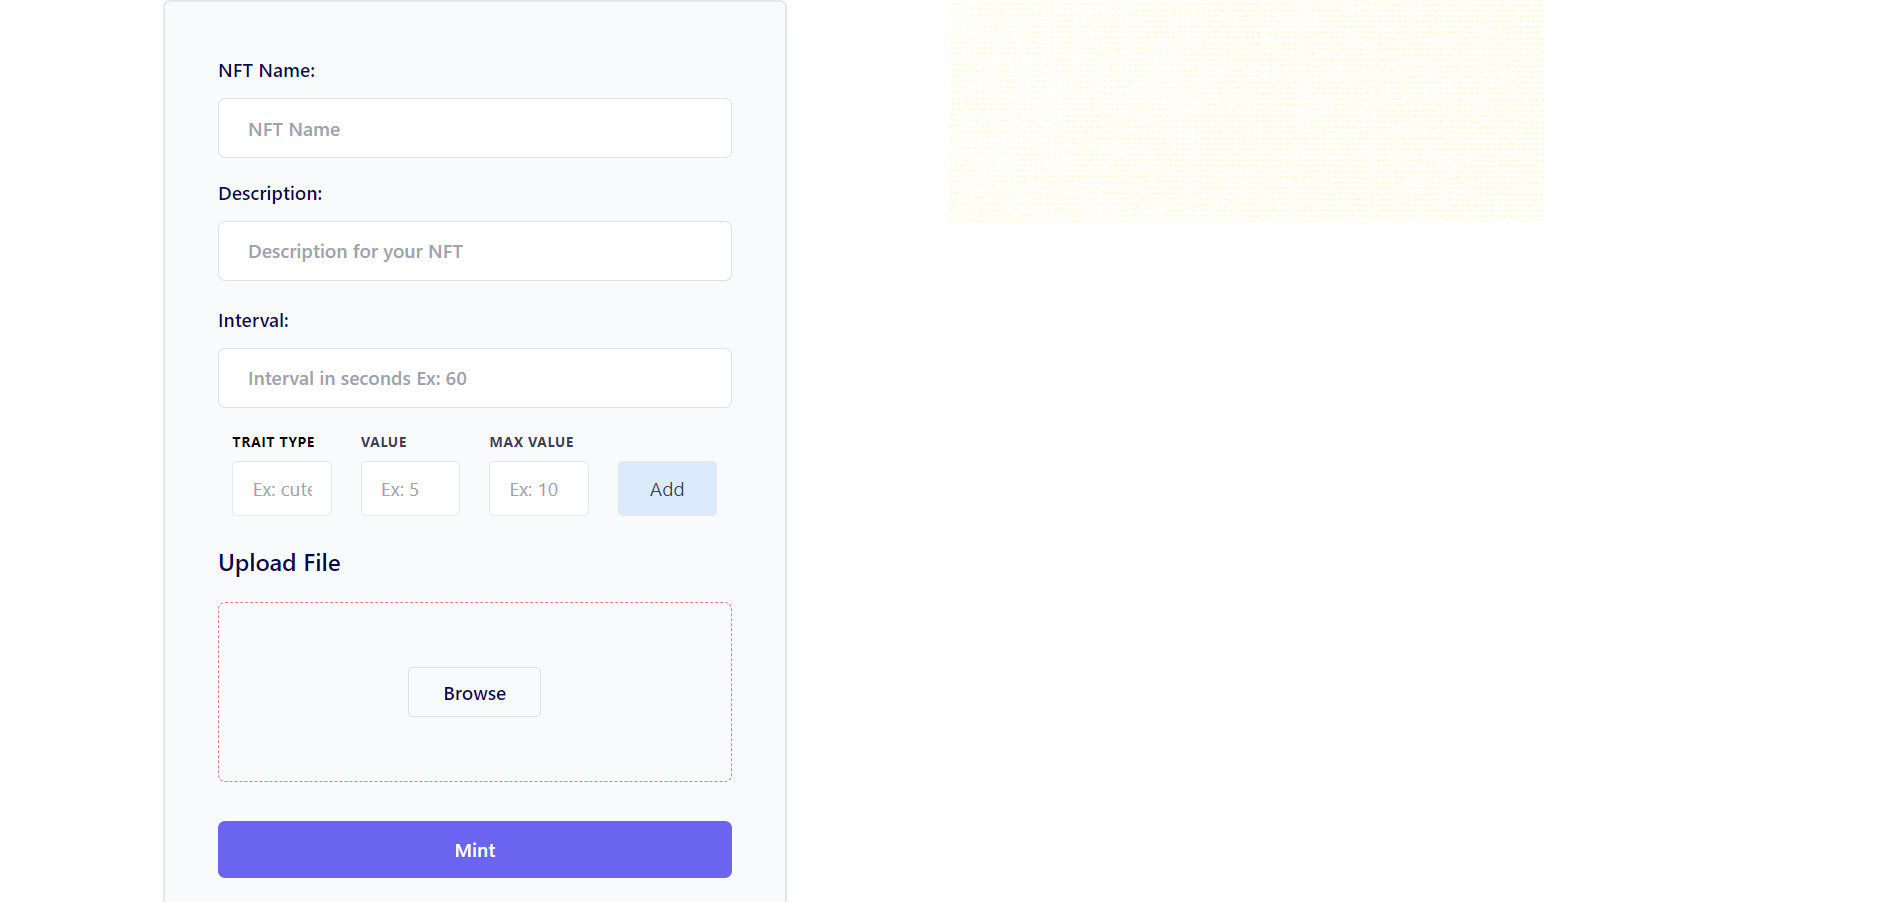 NFT Name:
NFT Name
Description:
Description for your NFT
Interval:
Interval in seconds Ex: 60
TRAIT TYPE VALUE MAX VALUE
Ex: cute Ex: 5 Ex: 10 Add
Upload File
Browse
Mint